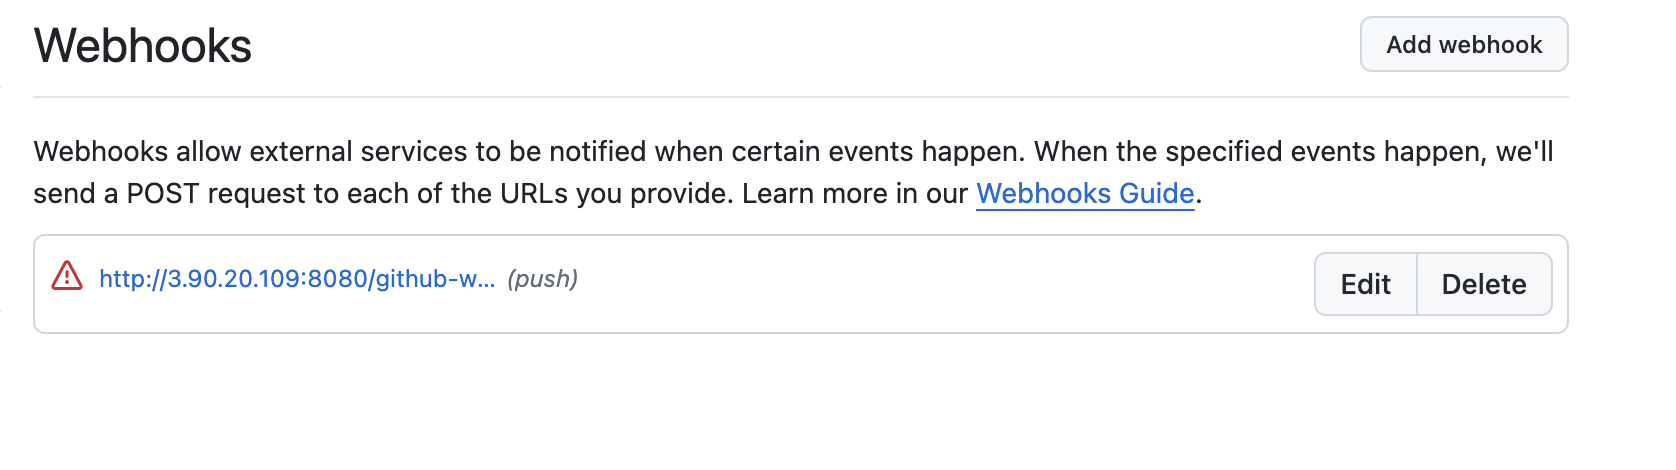 Webhooks
Add webhook
Webhooks allow external services to be notified when certain events happen. When the specified events happen, we'll
send a POST request to each of the URLs you provide. Learn more in our Webhooks Guide.
http://3.90.20.109:8080/github-w... (push)
Edit
Delete